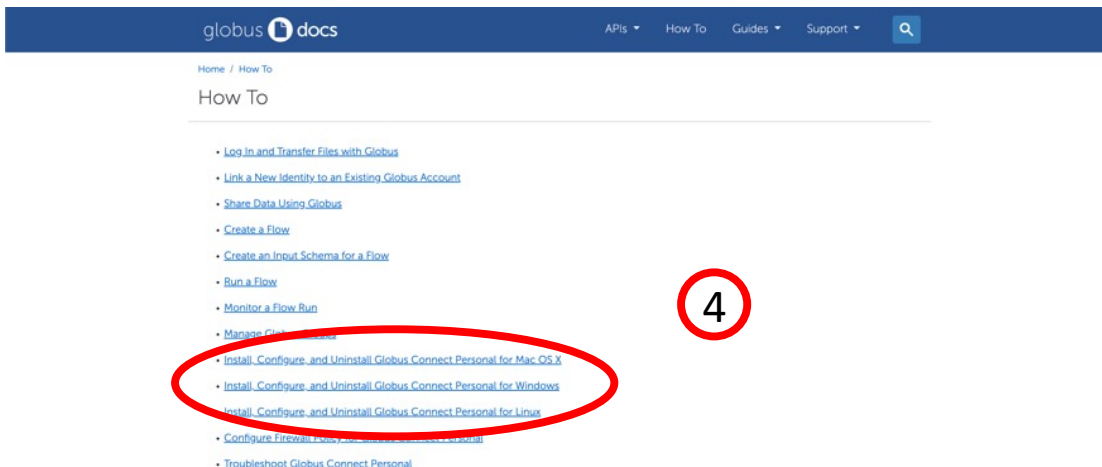 globus docs APIs How To Guides Support
Home / How To
How To
• Log In and Transfer Files with Globus
• Link a New Identity to an Existing Globus Account
• Share Data Using Globus
• Create a Flow
• Create an Input Schema for a Flow
• Run a Flow
• Monitor a Flow Run
4
• Manage Globus Groups
• Install, Configure, and Uninstall Globus Connect Personal for Mac OS X
• Install, Configure, and Uninstall Globus Connect Personal for Windows
Install, Configure, and Uninstall Globus Connect Personal for Linux
• Configure Firewall Policy for Globus Connect Personal
• Troubleshoot Globus Connect Personal